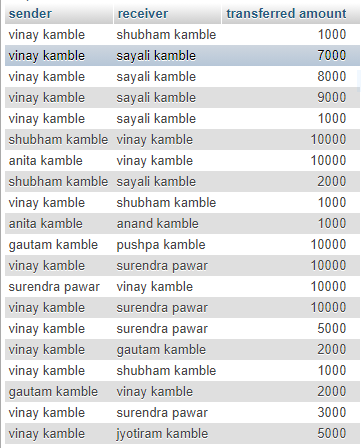 sender receiver transferred amount
vinay kamble shubham kamble 1000
vinay kamble sayali kamble 7000
vinay kamble sayali kamble 8000
vinay kamble sayali kamble 9000
vinay kamble sayali kamble 1000
shubham kamble vinay kamble 10000
anita kamble vinay kamble 10000
shubham kamble sayali kamble 2000
vinay kamble shubham kamble 1000
anita kamble anand kamble 1000
gautam kamble pushpa kamble 10000
vinay kamble surendra pawar 10000
surendra pawar vinay kamble 10000
vinay kamble surendra pawar 10000
vinay kamble surendra pawar 5000
vinay kamble gautam kamble 2000
vinay kamble shubham kamble 1000
gautam kamble vinay kamble 2000
vinay kamble surendra pawar 3000
vinay kamble jyotiram kamble 5000